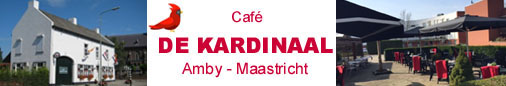 Café
DE KARDINAAL
Amby - Maastricht